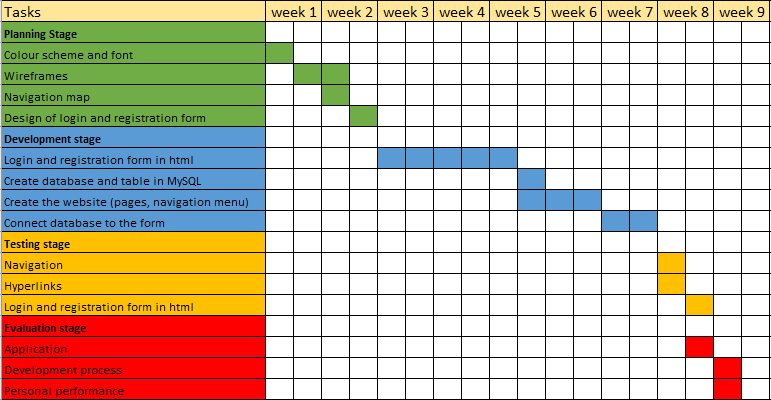 Tasks week 1 week 2 week 3 week 4 week 5 week 6 week 7 week 8 week 9
Planning Stage
Colour scheme and font
Wireframes
Navigation map
Design of login and registration form
Development stage
Login and registration form in html
Create database and table in MySQL
Create the website (pages, navigation menu)
Connect database to the form
Testing stage
Navigation
Hyperlinks
Login and registration form in html
Evaluation stage
Application
Development process
Personal performance